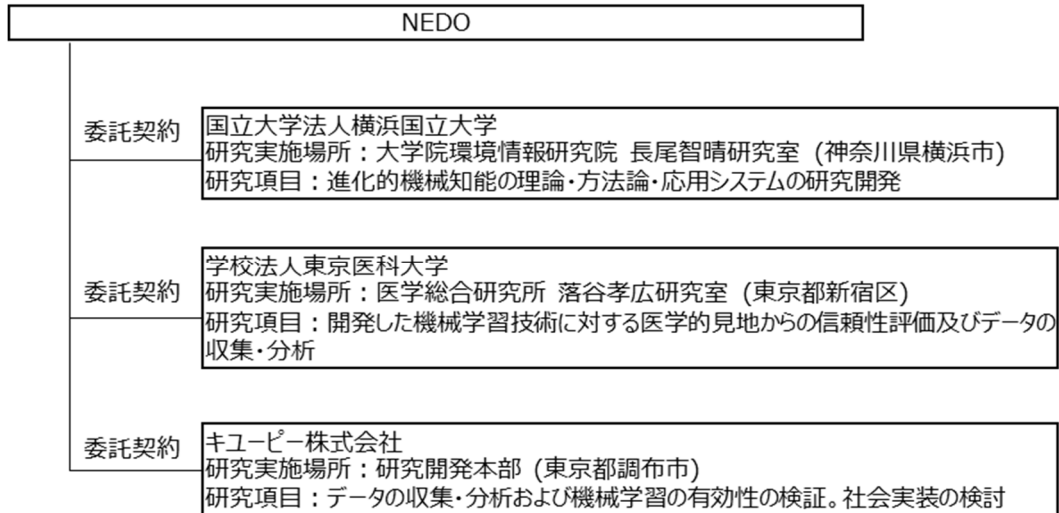 NEDO
委託契約
国立大学法人横浜国立大学
研究実施場所：大学院環境情報研究院 長尾智晴研究室 (神奈川県横浜市)
研究項目：進化的機械知能の理論・方法論・応用システムの研究開発
委託契約
学校法人東京医科大学
研究実施場所：医学総合研究所 落谷孝広研究室 (東京都新宿区)
研究項目：開発した機械学習技術に対する医学的見地からの信頼性評価及びデータの
収集・分析
委託契約
キユーピー株式会社
研究実施場所：研究開発本部 (東京都調布市)
研究項目：データの収集・分析および機械学習の有効性の検証。社会実装の検討